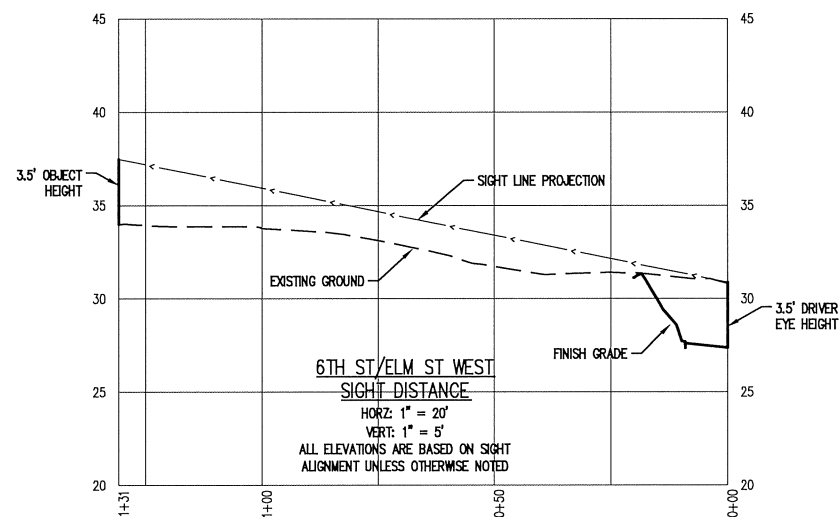 45
45
40
40
3.5' OBJECT
HEIGHT
SIGHT LINE PROJECTION
35
35
EXISTING GROUND
30
30
3.5' DRIVER
EYE HEIGHT
FINISH GRADE
6TH ST/ELM ST WEST
SIGHT DISTANCE
HORZ: 1" = 20'
VERT: 1" = 5'
ALL ELEVATIONS ARE BASED ON SIGHT
ALIGNMENT UNLESS OTHERWISE NOTED
25
25
20
20
1+31
1+00
0+50
0+00